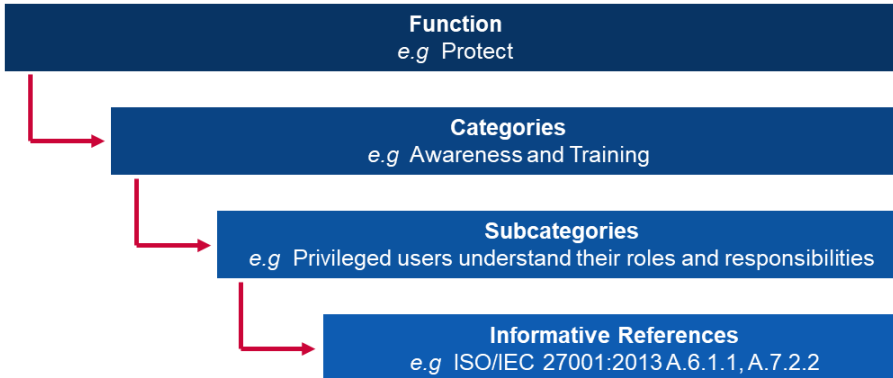 Function
e.g Protect
Categories
e.g Awareness and Training
Subcategories
e.g Privileged users understand their roles and responsibilities
Informative References
e.g ISO/IEC 27001:2013 A.6.1.1, A.7.2.2